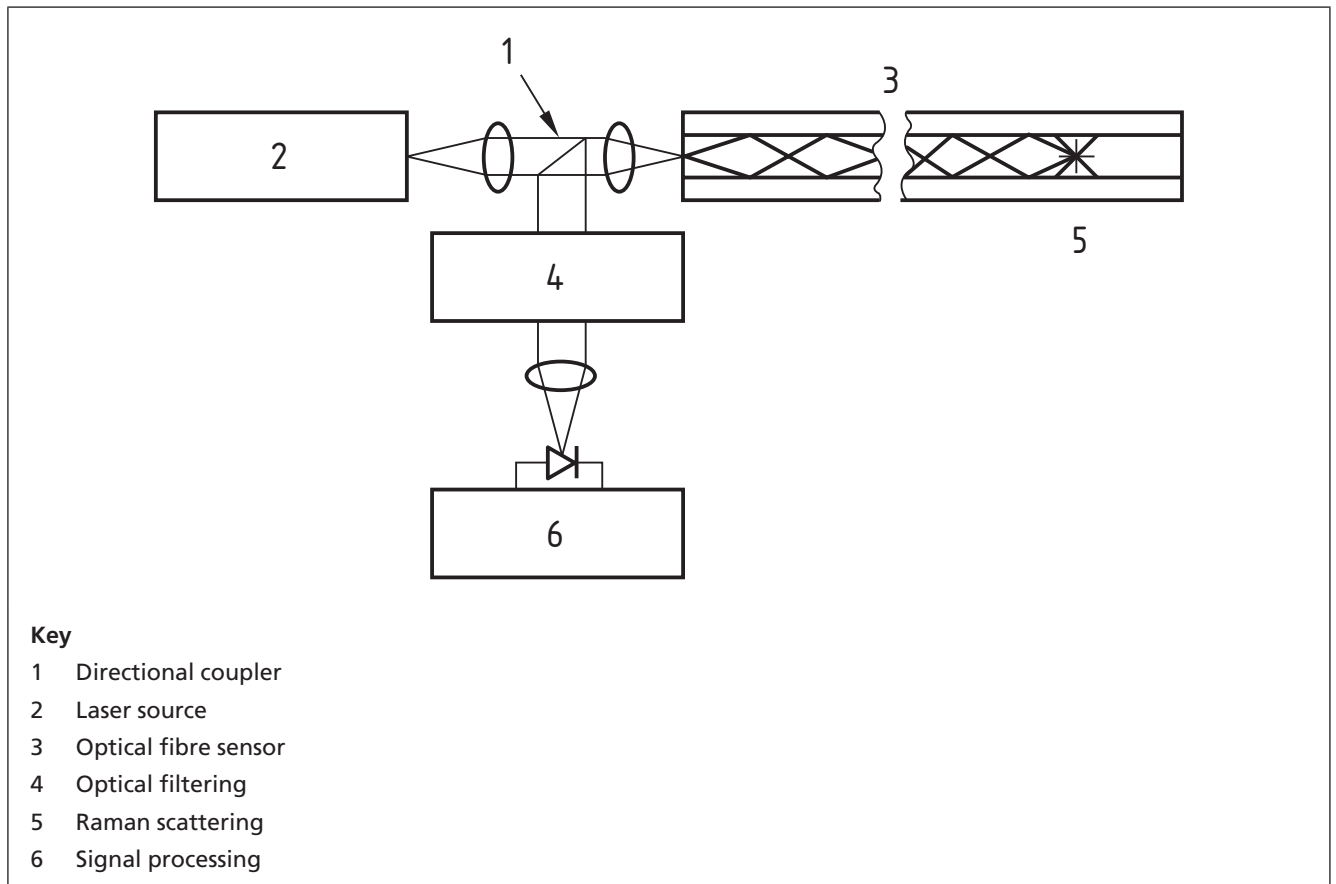 1
3
2
5
4
6
Key
1 Directional coupler
2 Laser source
3 Optical fibre sensor
4 Optical filtering
5 Raman scattering
6 Signal processing